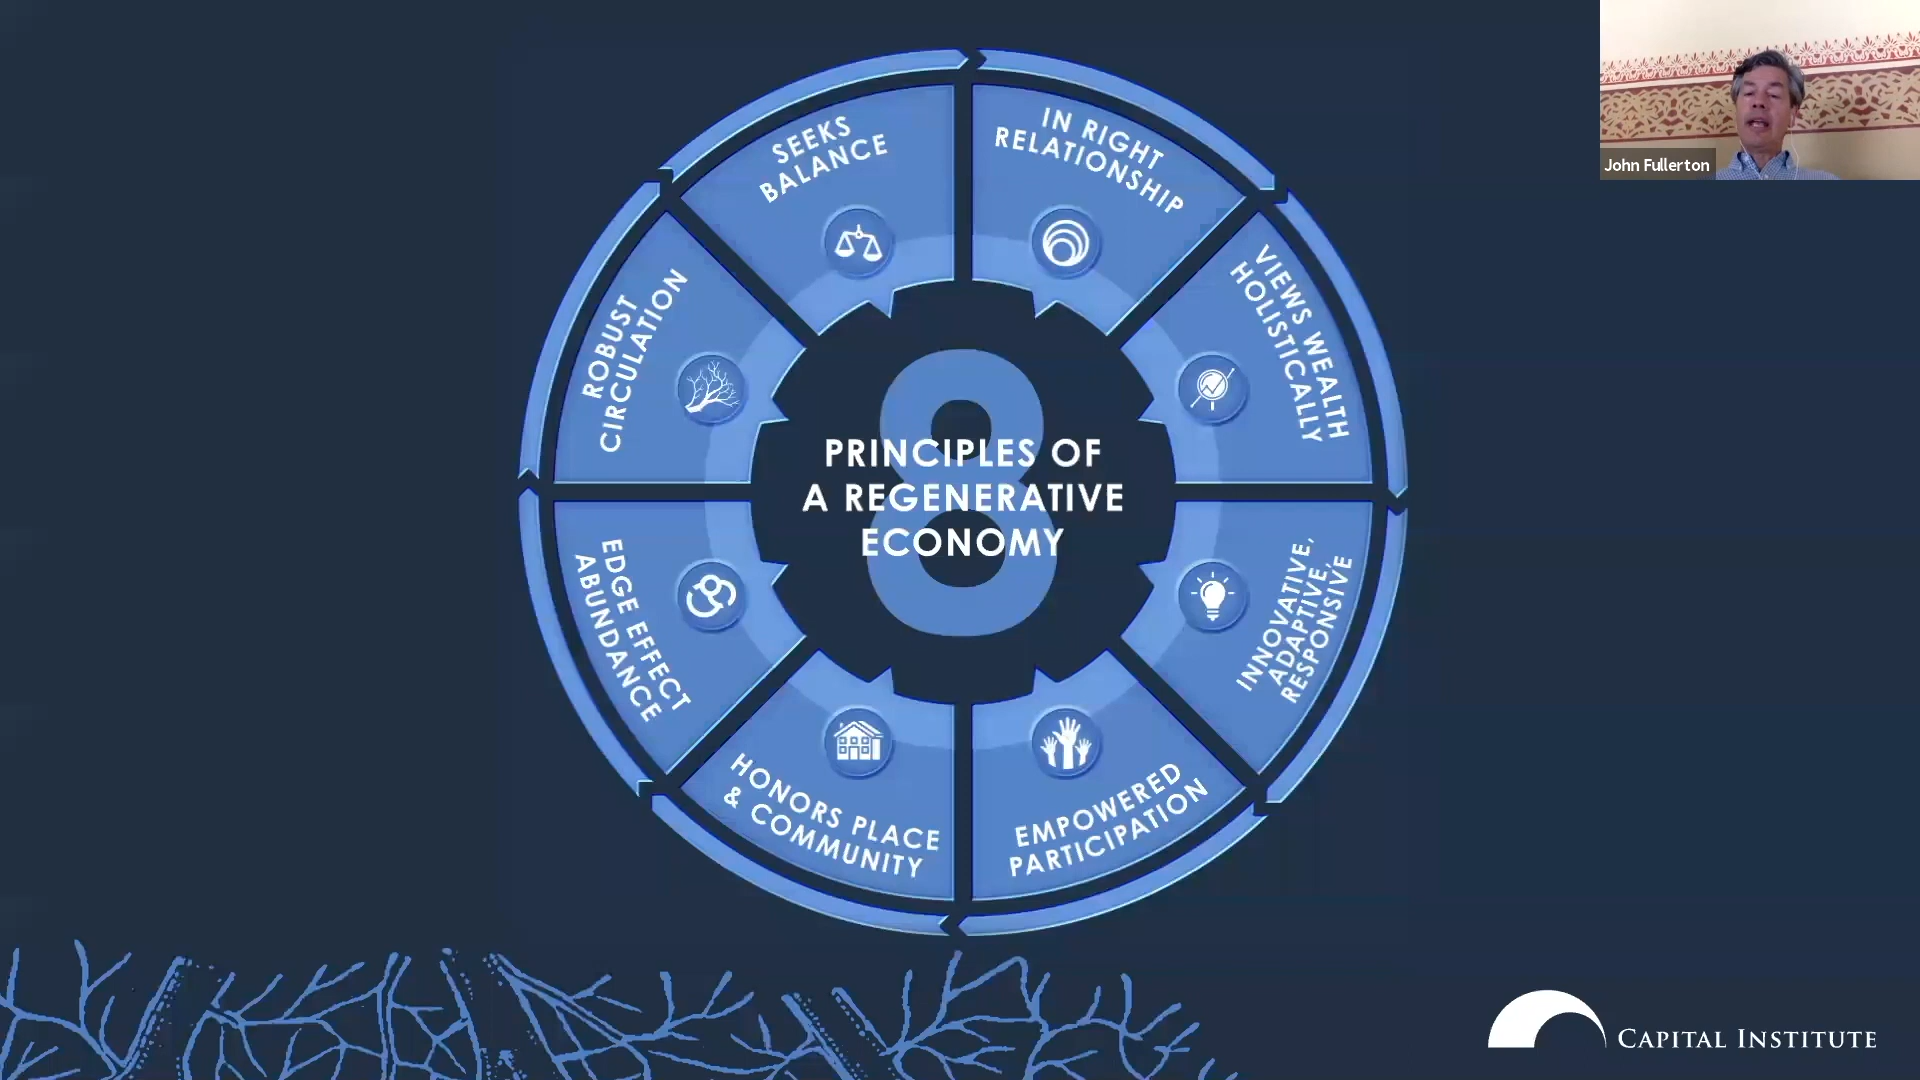 PRINCIPLES OF
A REGENERATIVE
ECONOMY
8
IN RIGHT
RELATIONSHIP
VIEWS WEALTH
HOLISTICALLY
INNOVATIVE,
ADAPTIVE,
RESPONSIVE
EMPOWERED
PARTICIPATION
HONORS PLACE
& COMMUNITY
EDGE EFFECT
ABUNDANCE
ROBUST
CIRCULATION
SEEKS
BALANCE
John Fullerton
CAPITAL INSTITUTE